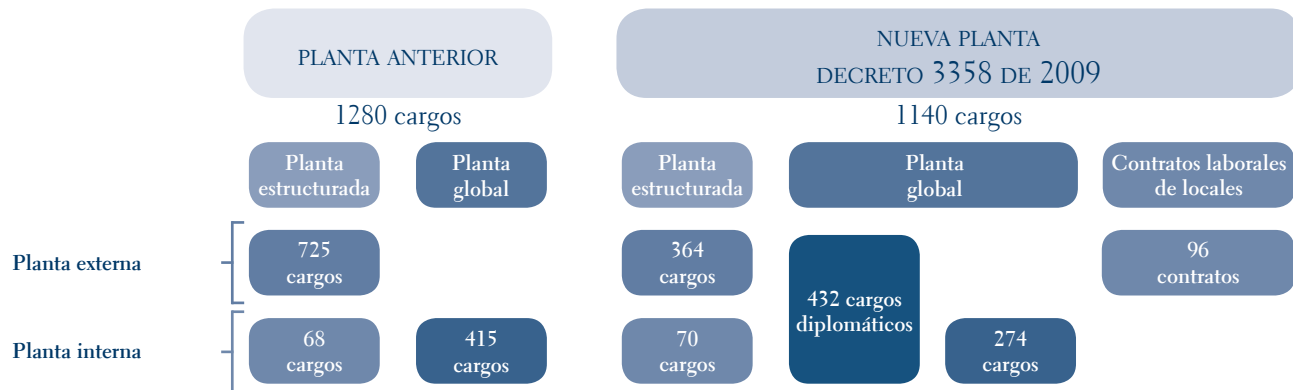 PLANTA ANTERIOR
NUEVA PLANTA
DECRETO 3358 DE 2009
1280 cargos
1140 cargos
Planta
estructurada
Planta
global
Planta
estructurada
Planta
global
Contratos laborales
de locales
Planta externa
725
cargos
364
cargos
432 cargos
diplomáticos
96
contratos
Planta interna
68
cargos
415
cargos
70
cargos
274
cargos